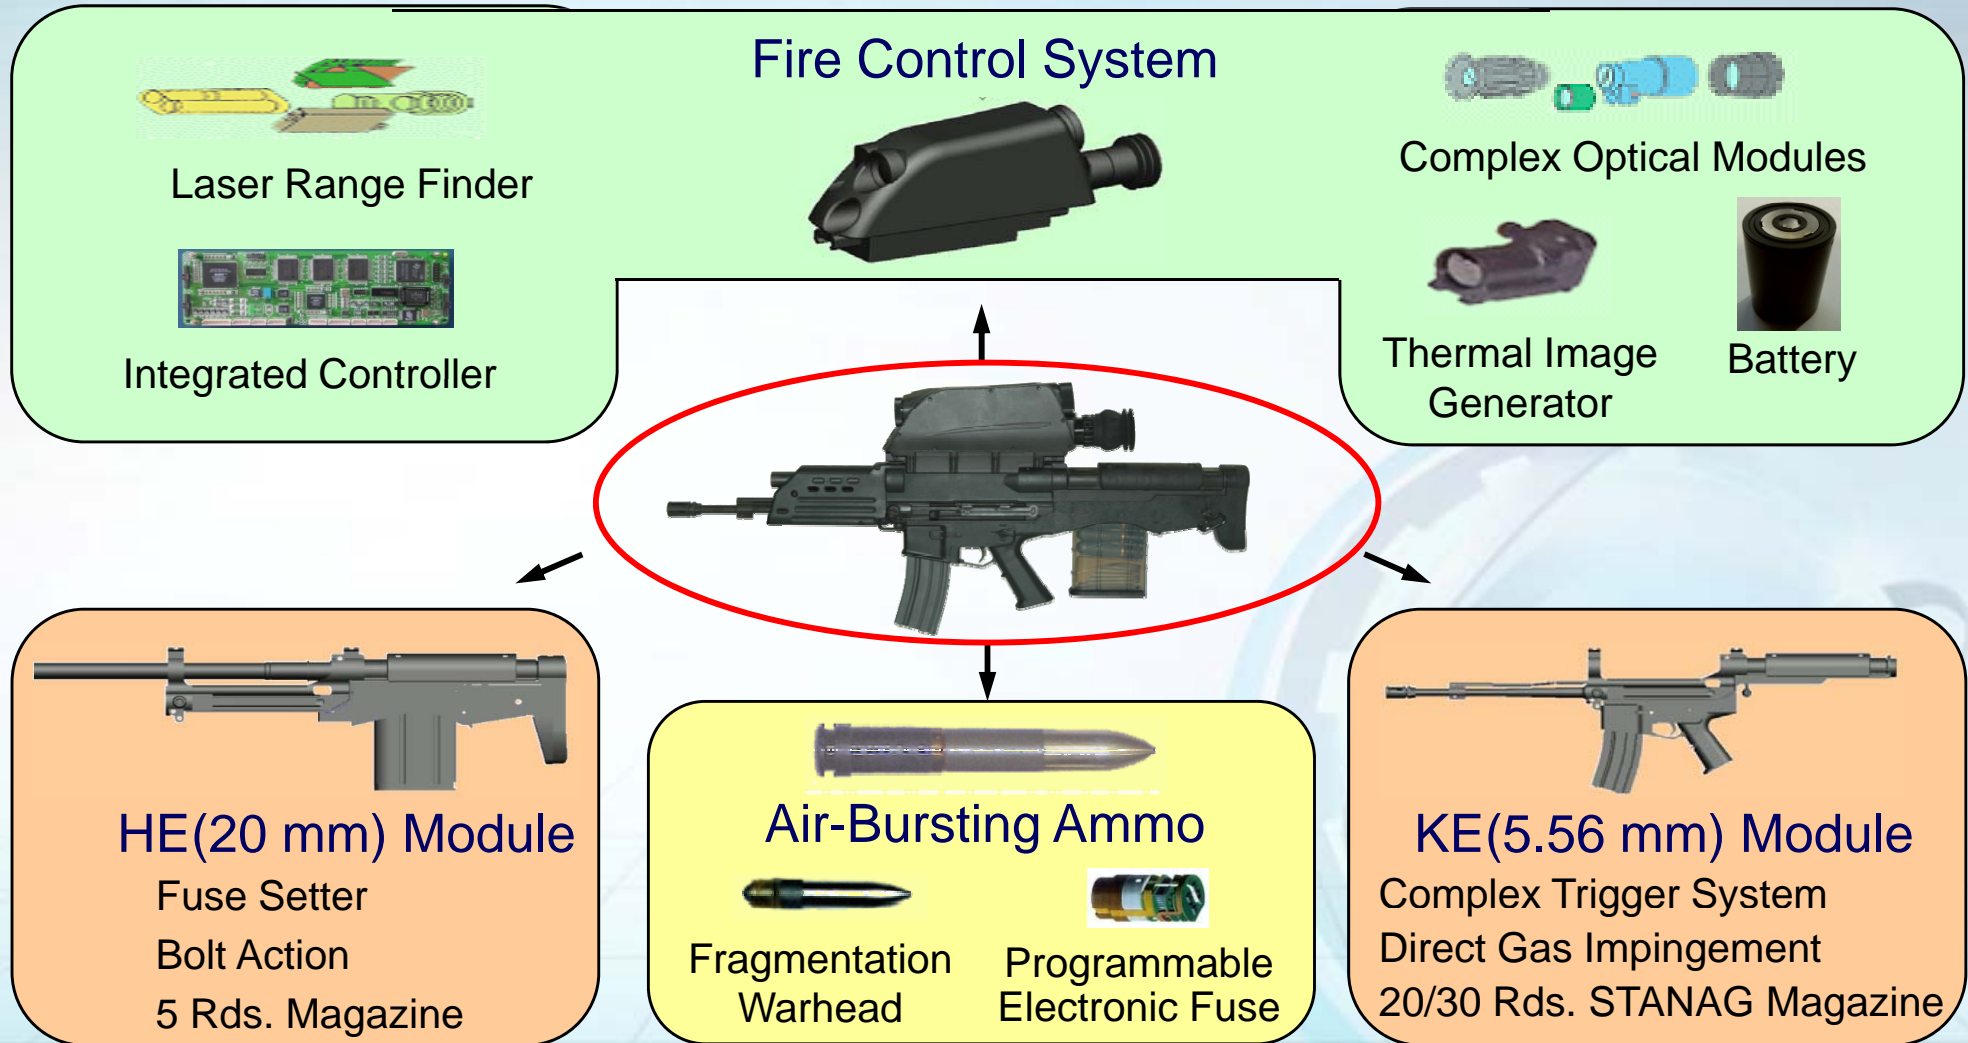 Fire Control System
Laser Range Finder
Integrated Controller
Complex Optical Modules
Thermal Image
Generator
Battery
HE(20 mm) Module
Fuse Setter
Bolt Action
5 Rds. Magazine
Air-Bursting Ammo
Fragmentation
Warhead
Programmable
Electronic Fuse
KE(5.56 mm) Module
Complex Trigger System
Direct Gas Impingement
20/30 Rds. STANAG Magazine